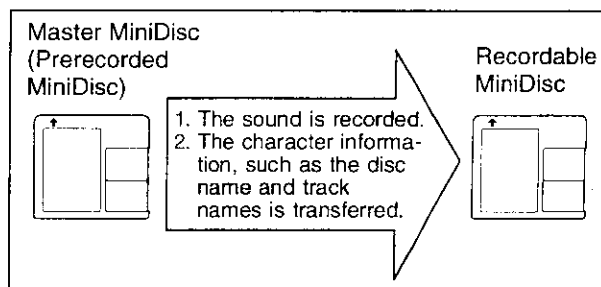 Master MiniDisc
(Prerecorded
MiniDisc)
1. The sound is recorded.
2. The character informa-
tion, such as the disc
name and track
names is transferred.
Recordable
MiniDisc